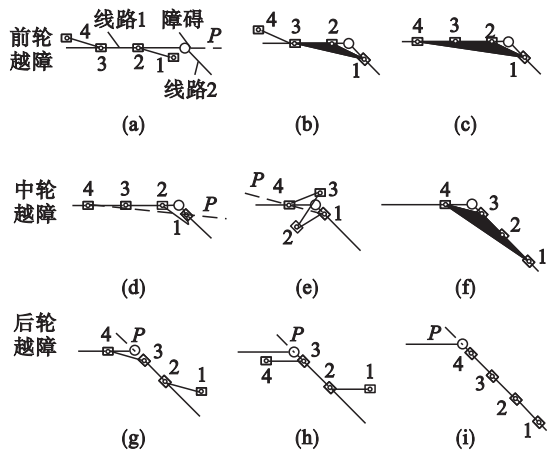 前轮越障
线路1 障碍 P
4 3 2 1
线路2
(a)
4 3 2 1
(b)
4 3 2 1
(c)
中轮越障
4 3 2 1 P
(d)
P 4 3 1 2
(e)
4 3 2 1
(f)
后轮越障
4 P 3 2 1
(g)
P 4 3 2 1
(h)
P 4 3 2 1
(i)